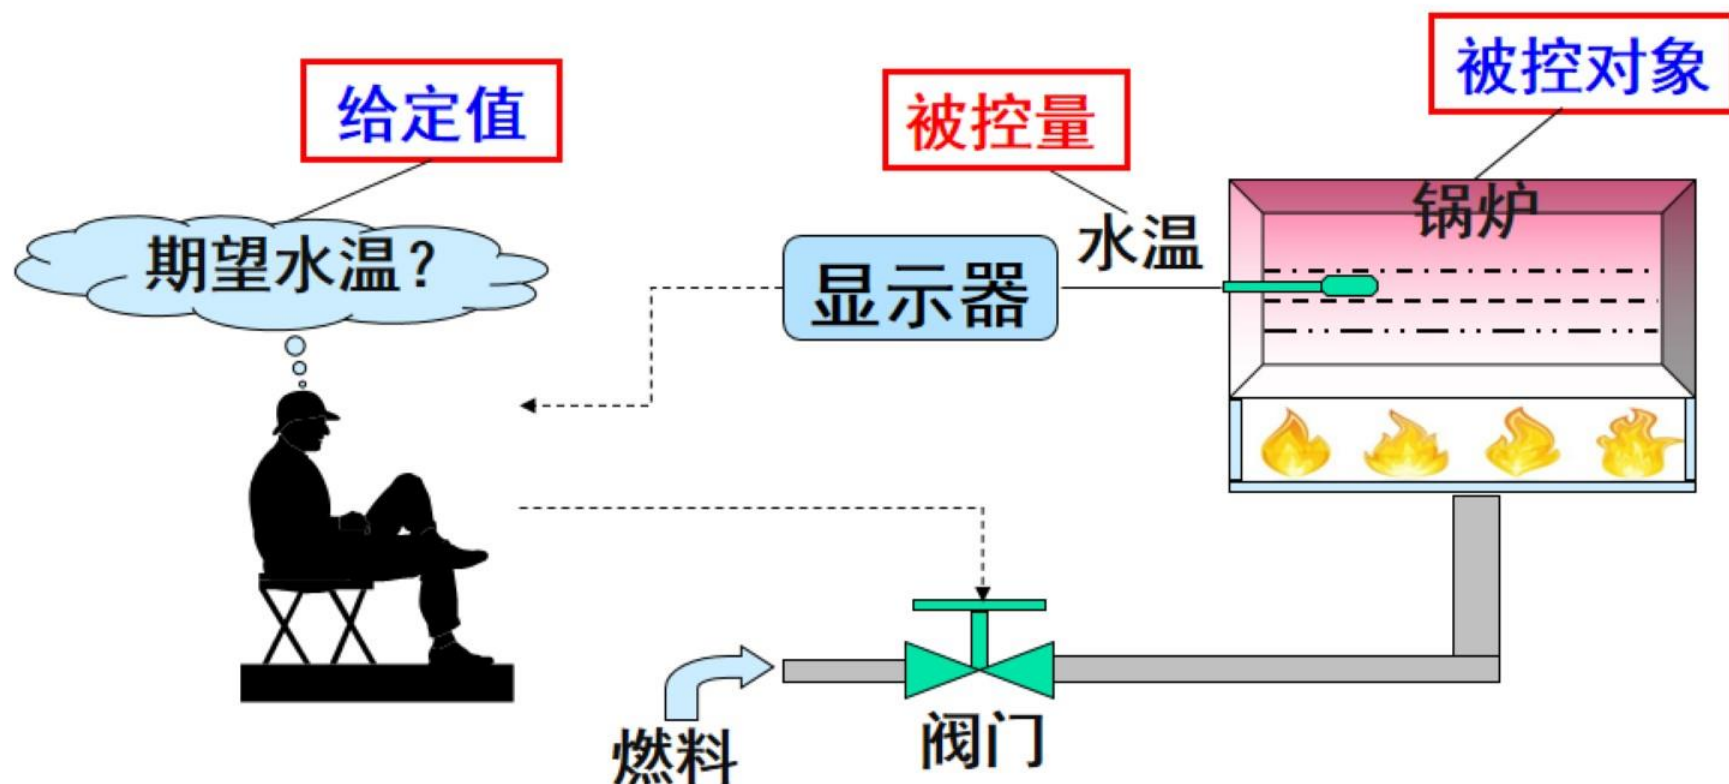 给定值
被控量
被控对象
期望水温？
显示器
水温
锅炉
燃料
阀门